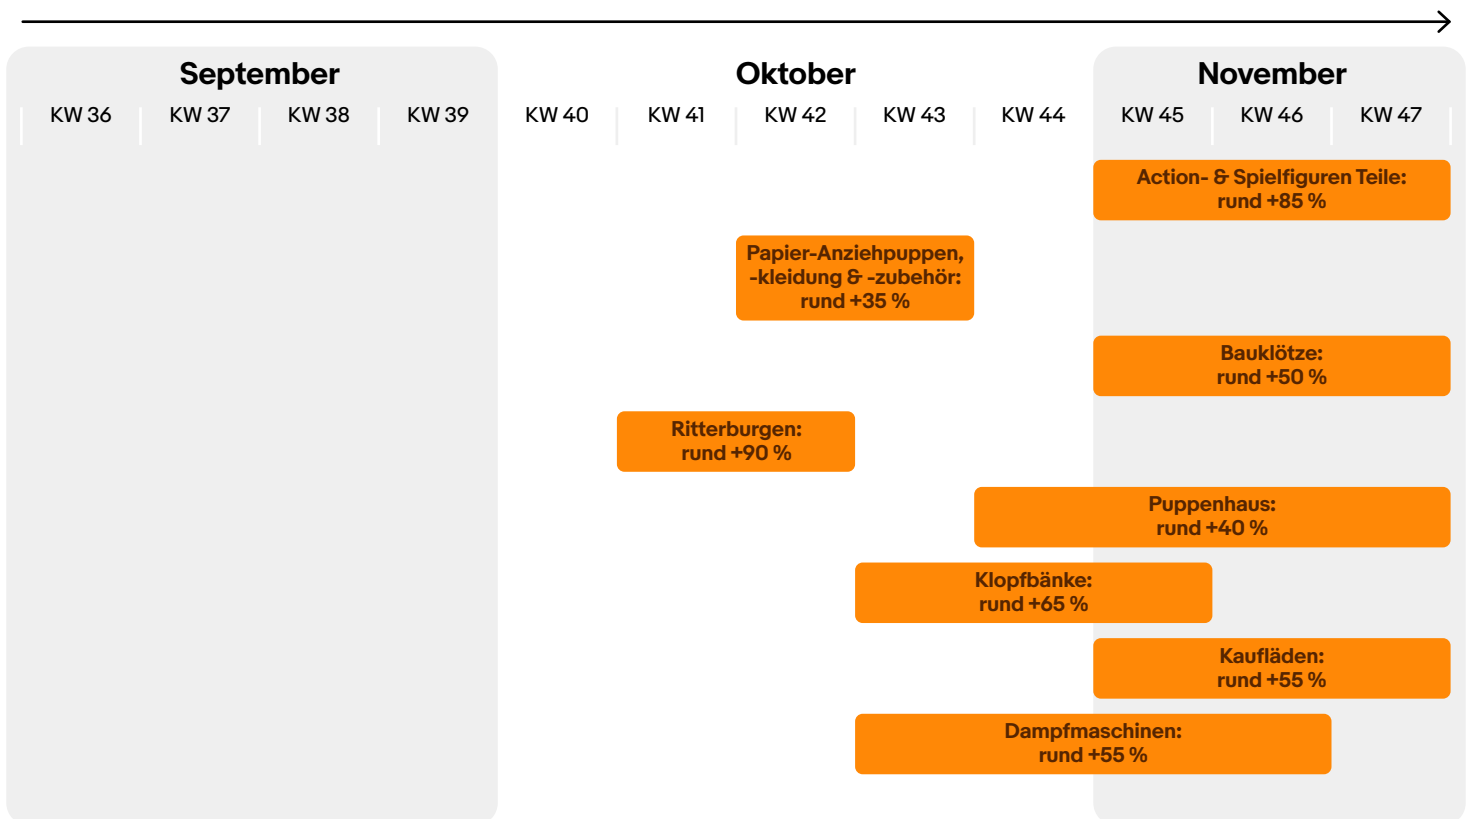 September
Oktober
November
KW 36
KW 37
KW 38
KW 39
KW 40
KW 41
KW 42
KW 43
KW 44
KW 45
KW 46
KW 47
Action- & Spielfiguren Teile:
rund +85 %
Papier-Anziehpuppen,
-kleidung & -zubehör:
rund +35 %
Bauklötze:
rund +50 %
Ritterburgen:
rund +90 %
Puppenhaus:
rund +40 %
Klopfbänke:
rund +65 %
Kaufläden:
rund +55 %
Dampfmaschinen:
rund +55 %